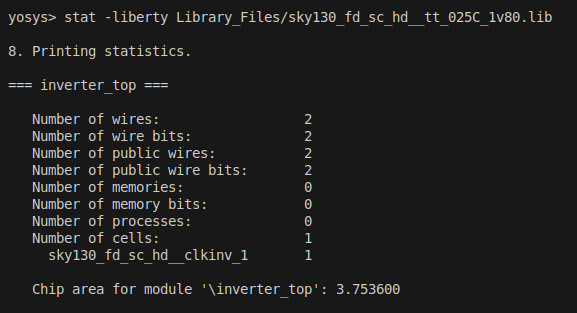 yosys> stat -liberty Library_Files/sky130_fd_sc_hd__tt_025C_1v80.lib
8. Printing statistics.
=== inverter_top ===
Number of wires: 2
Number of wire bits: 2
Number of public wires: 2
Number of public wire bits: 2
Number of memories: 0
Number of memory bits: 0
Number of processes: 0
Number of cells: 1
sky130_fd_sc_hd__clkinv_1 1
Chip area for module '\inverter_top': 3.753600